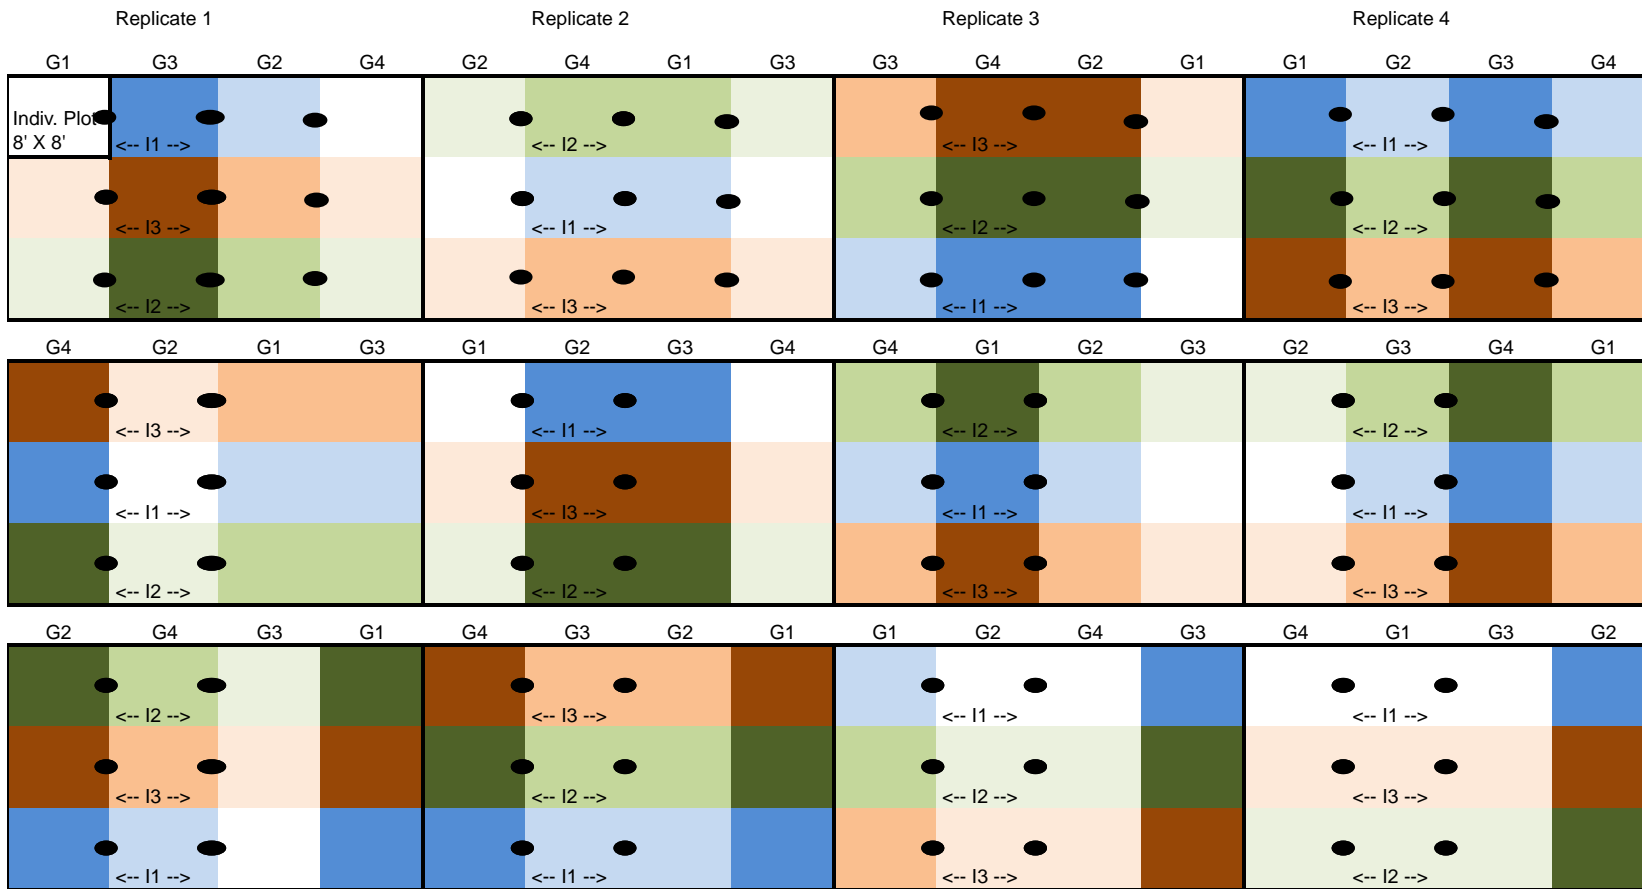 Replicate 1 Replicate 2 Replicate 3 Replicate 4
G1 G3 G2 G4 G2 G4 G1 G3 G3 G4 G2 G1 G1 G2 G3 G4
Indiv. Plot
8' X 8' <-- I1 --> <-- I2 --> <-- I3 --> <-- I1 -->
<-- I3 --> <-- I1 --> <-- I2 --> <-- I2 -->
<-- I2 --> <-- I3 --> <-- I1 --> <-- I3 -->
G4 G2 G1 G3 G1 G2 G3 G4 G4 G1 G2 G3 G2 G3 G4 G1
<-- I3 --> <-- I1 --> <-- I2 --> <-- I2 -->
<-- I1 --> <-- I3 --> <-- I1 --> <-- I1 -->
<-- I2 --> <-- I2 --> <-- I3 --> <-- I3 -->
G2 G4 G3 G1 G4 G3 G2 G1 G1 G2 G4 G3 G4 G1 G3 G2
<-- I2 --> <-- I3 --> <-- I1 --> <-- I1 -->
<-- I3 --> <-- I2 --> <-- I2 --> <-- I3 -->
<-- I1 --> <-- I1 --> <-- I3 --> <-- I2 -->